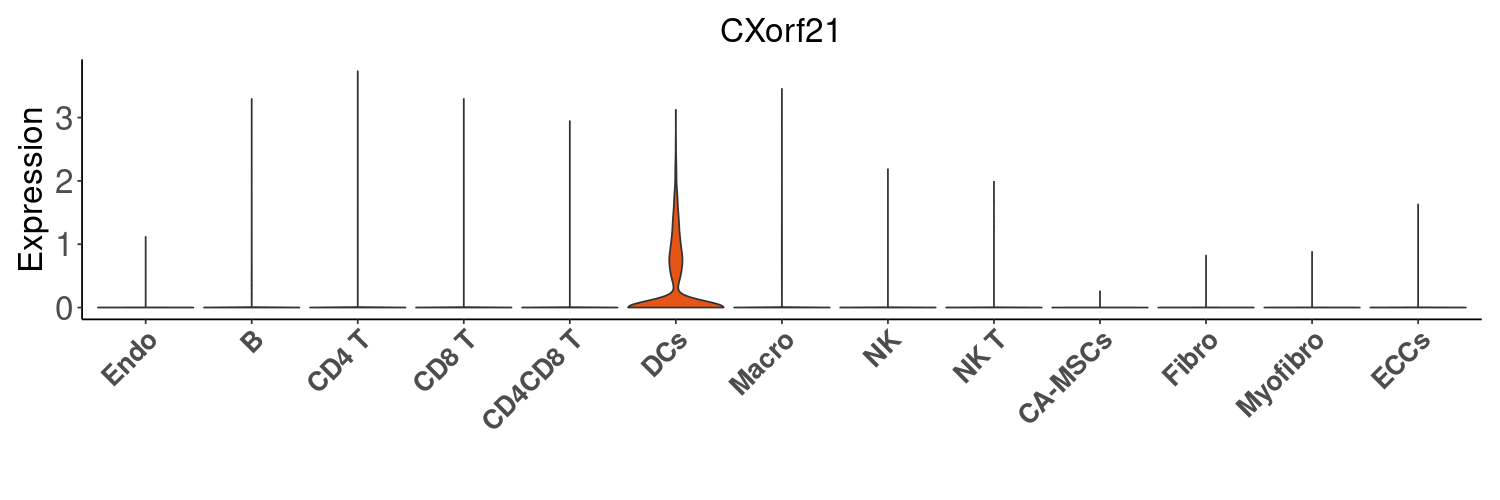 CXorf21
Expression
3
2
1
0
Endo
B
CD4 T
CD8 T
CD4CD8 T
DCs
Macro
NK
NK T
CA-MSCs
Fibro
Myofibro
ECCs